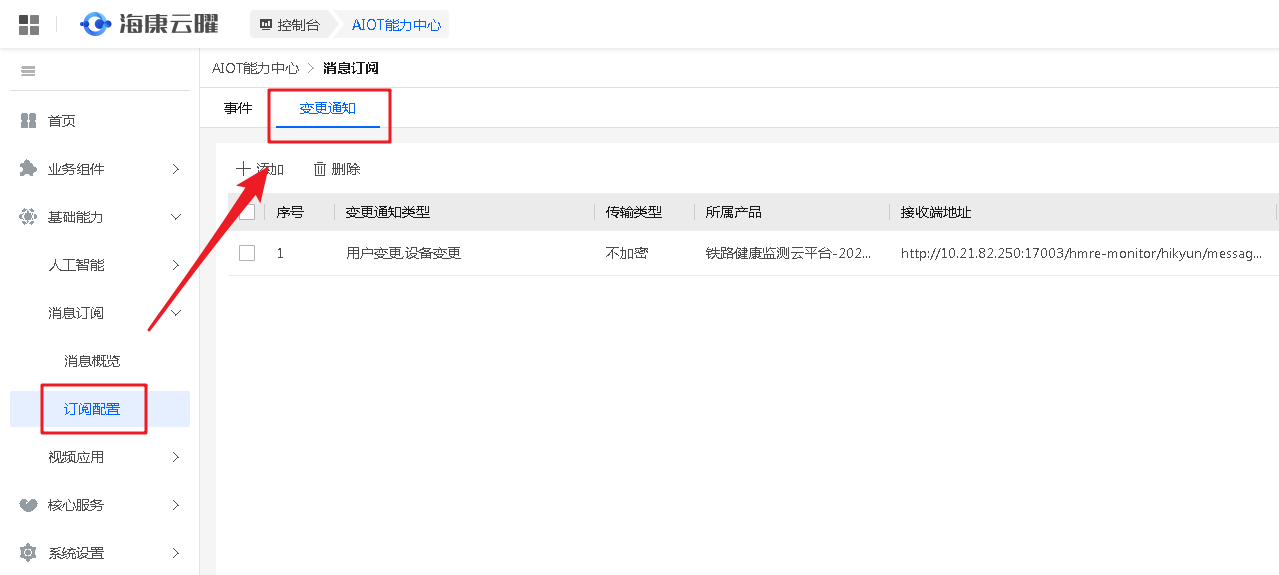 海康云曜 控制台 AIOT能力中心
AIOT能力中心 > 消息订阅
事件 变更通知
首页
业务组件
基础能力
人工智能
消息订阅
消息概览
订阅配置
视频应用
核心服务
系统设置
添加 删除
序号 变更通知类型 传输类型 所属产品 接收端地址
1 用户变更,设备变更 不加密 铁路健康监测云平台-202... http://10.21.82.250:17003/hmre-monitor/hikyun/messag...